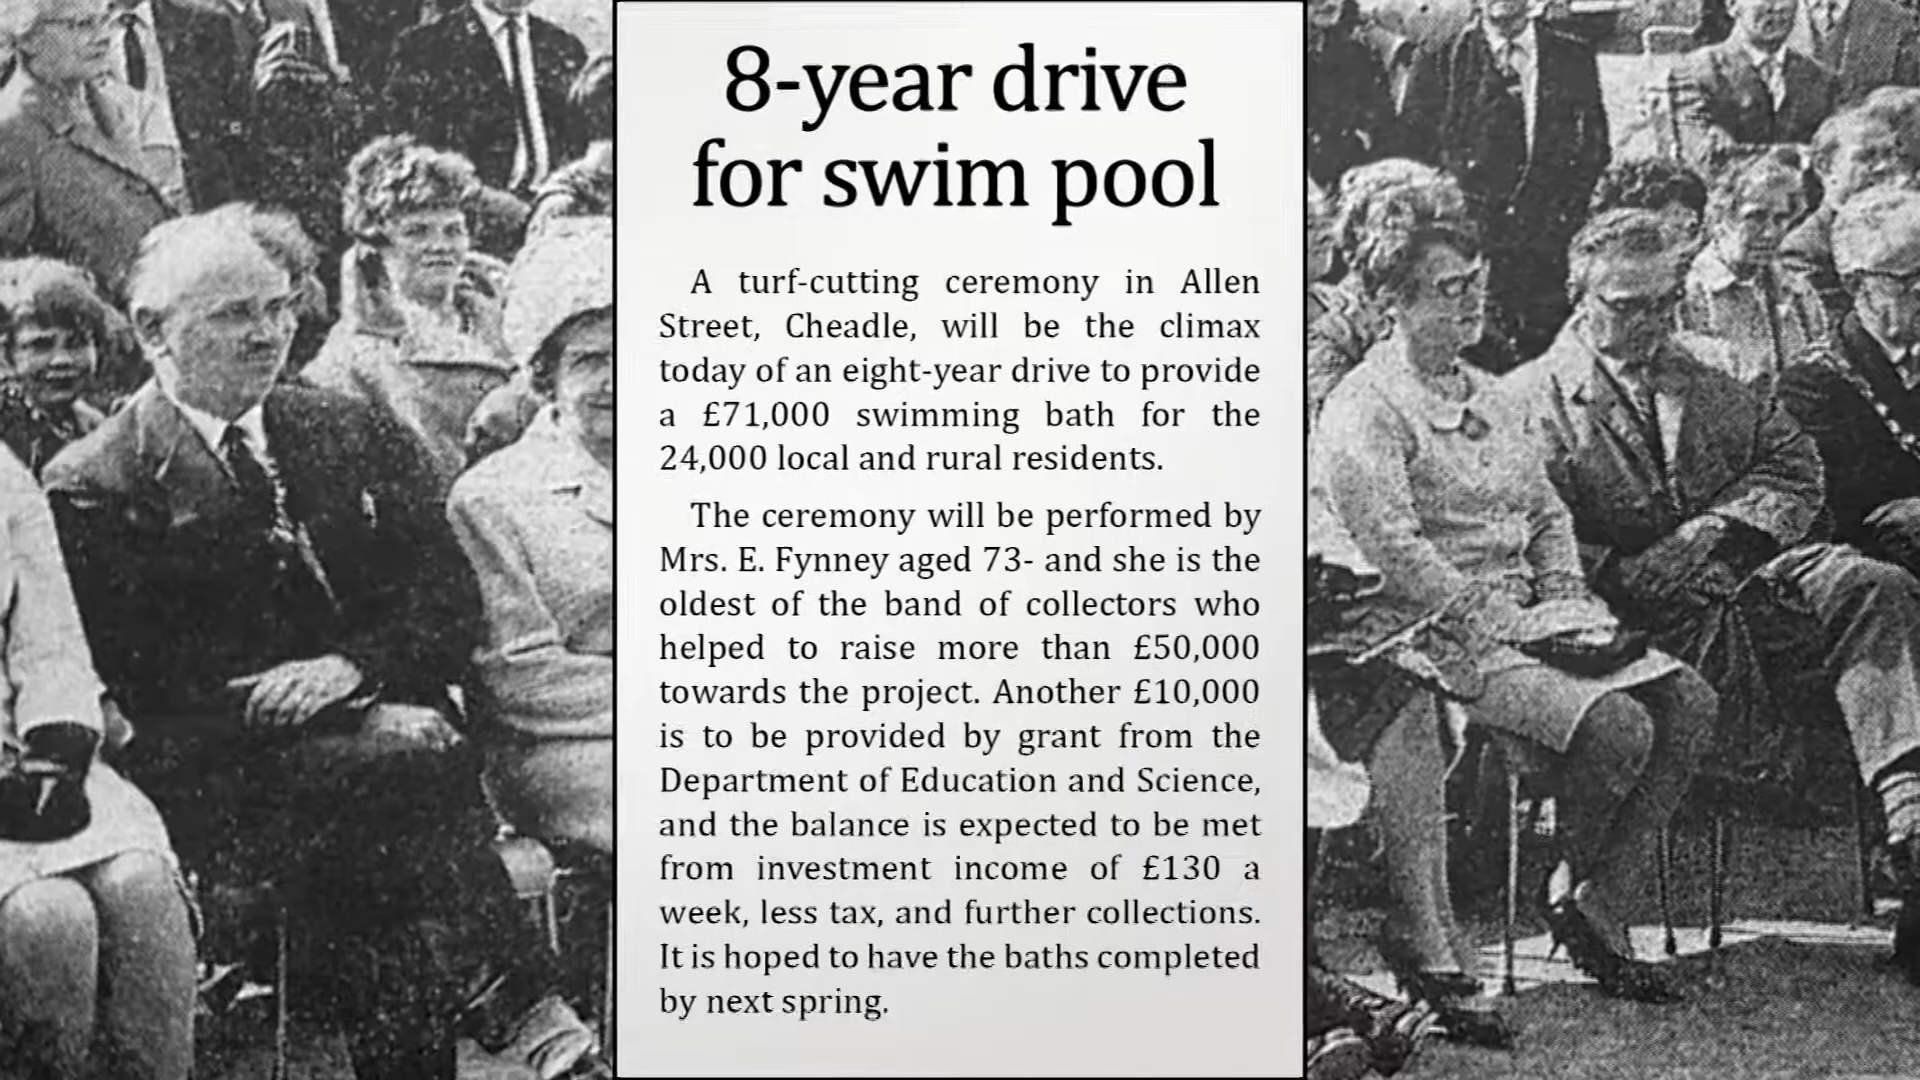 8-year drive
for swim pool
A turf-cutting ceremony in Allen
Street, Cheadle, will be the climax
today of an eight-year drive to provide
a £71,000 swimming bath for the
24,000 local and rural residents.
The ceremony will be performed by
Mrs. E. Fynney aged 73- and she is the
oldest of the band of collectors who
helped to raise more than £50,000
towards the project. Another £10,000
is to be provided by grant from the
Department of Education and Science,
and the balance is expected to be met
from investment income of £130 a
week, less tax, and further collections.
It is hoped to have the baths completed
by next spring.